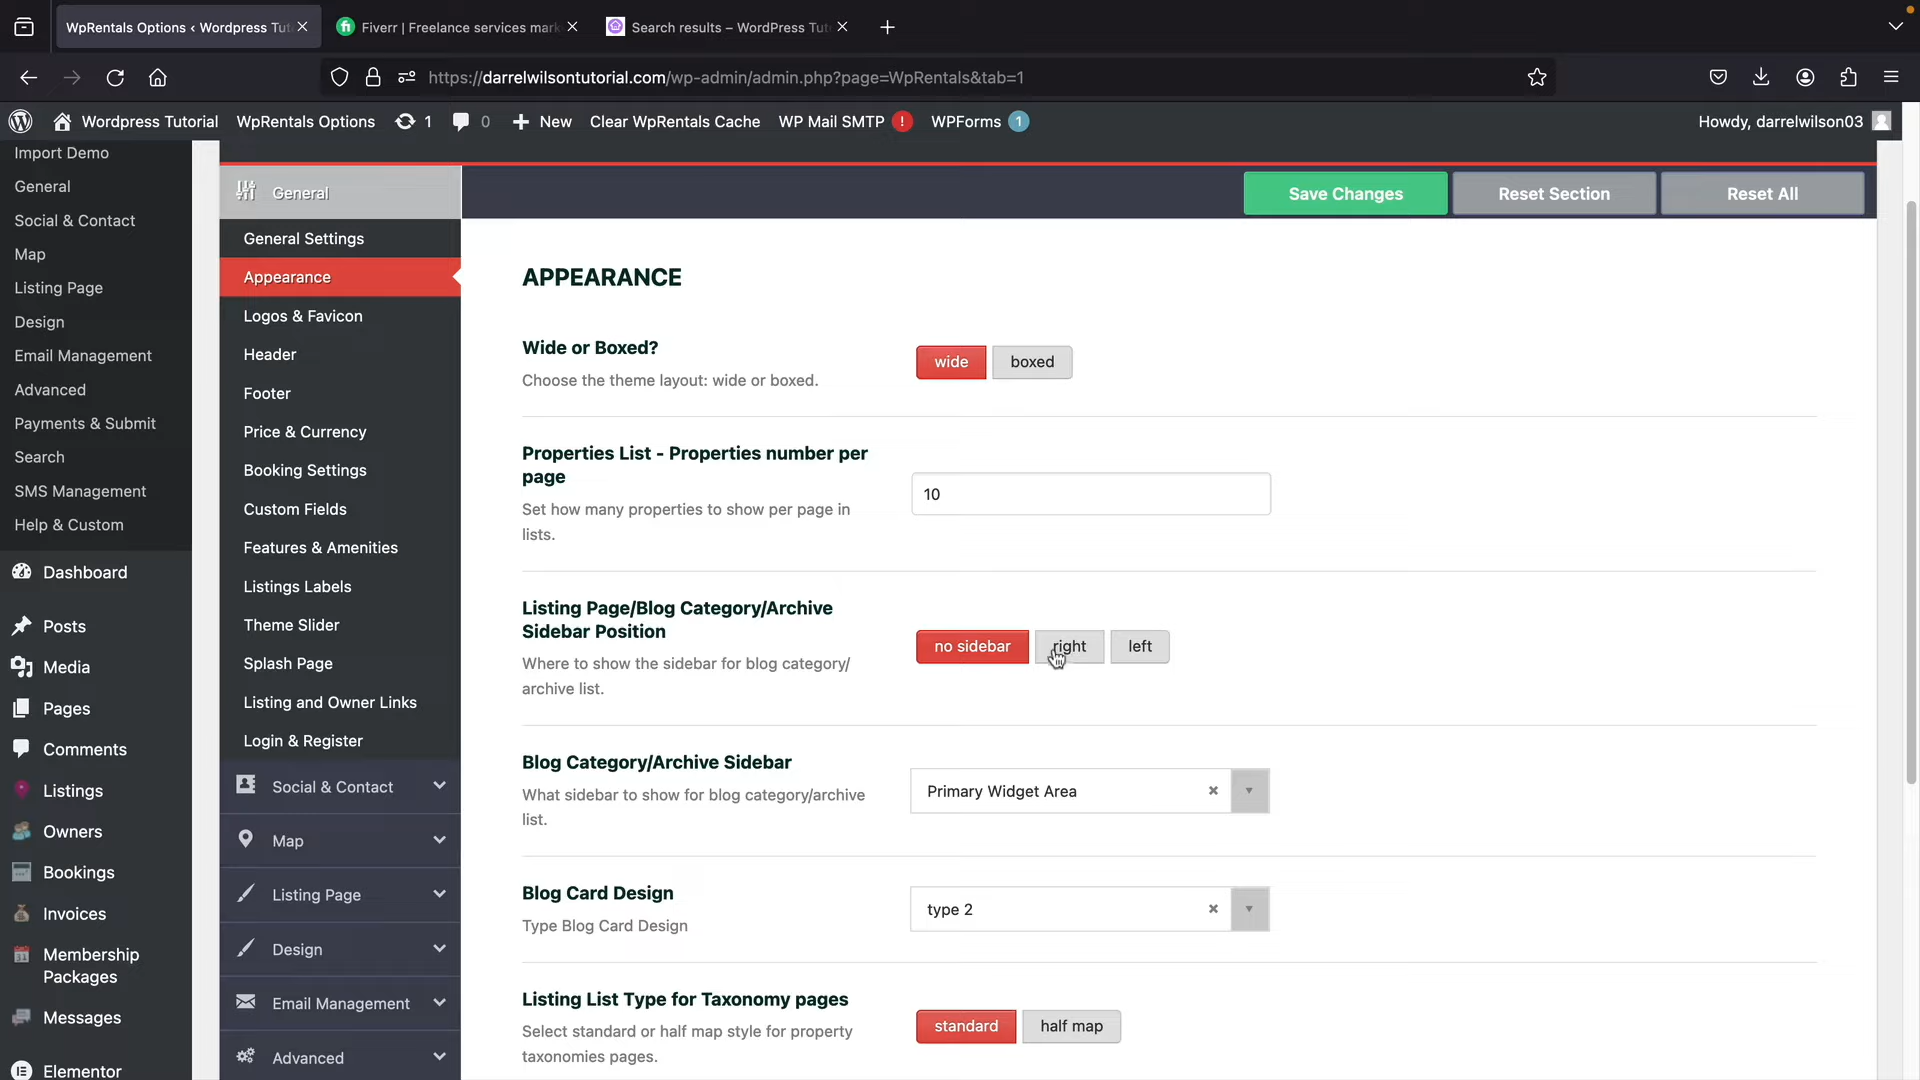 WpRentals Options ‹ Wordpress Tut
Fiverr | Freelance services mark
Search results – WordPress Tut
https://darrelwilsontutorial.com/wp-admin/admin.php?page=WpRentals&tab=1
Wordpress Tutorial
WpRentals Options
1
0
New
Clear WpRentals Cache
WP Mail SMTP !
WPForms 1
Howdy, darrelwilson03
Import Demo
General
Social & Contact
Map
Listing Page
Design
Email Management
Advanced
Payments & Submit
Search
SMS Management
Help & Custom
Dashboard
Posts
Media
Pages
Comments
Listings
Owners
Bookings
Invoices
Membership
Packages
Messages
Elementor
General
General Settings
Appearance
Logos & Favicon
Header
Footer
Price & Currency
Booking Settings
Custom Fields
Features & Amenities
Listings Labels
Theme Slider
Splash Page
Listing and Owner Links
Login & Register
Social & Contact
Map
Listing Page
Design
Email Management
Advanced
Save Changes
Reset Section
Reset All
APPEARANCE
Wide or Boxed?
Choose the theme layout: wide or boxed.
wide
boxed
Properties List - Properties number per
page
Set how many properties to show per page in
lists.
10
Listing Page/Blog Category/Archive
Sidebar Position
Where to show the sidebar for blog category/
archive list.
no sidebar
right
left
Blog Category/Archive Sidebar
What sidebar to show for blog category/archive
list.
Primary Widget Area
Blog Card Design
Type Blog Card Design
type 2
Listing List Type for Taxonomy pages
Select standard or half map style for property
taxonomies pages.
standard
half map